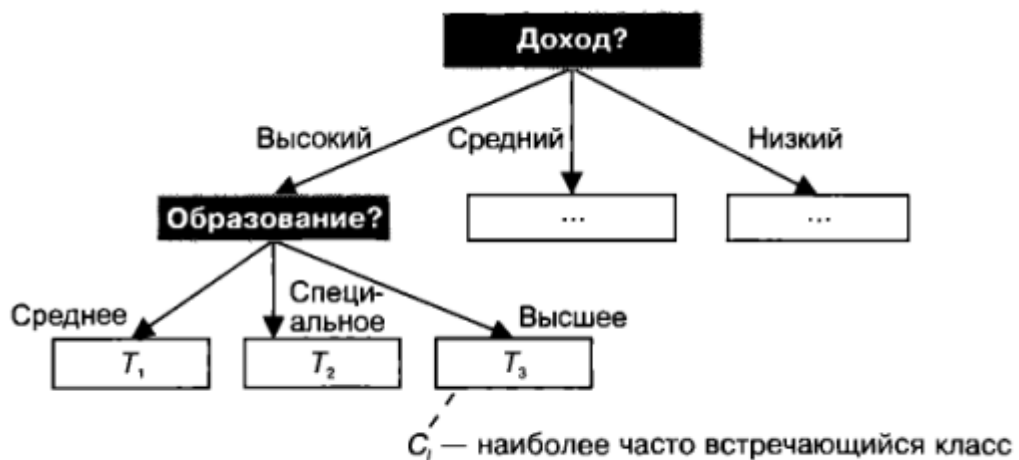 Доход?
Высокий
Средний
Низкий
Образование?
...
...
Среднее
Специ-
альное
Высшее
T₁
T₂
T₃
Cᵢ — наиболее часто встречающийся класс